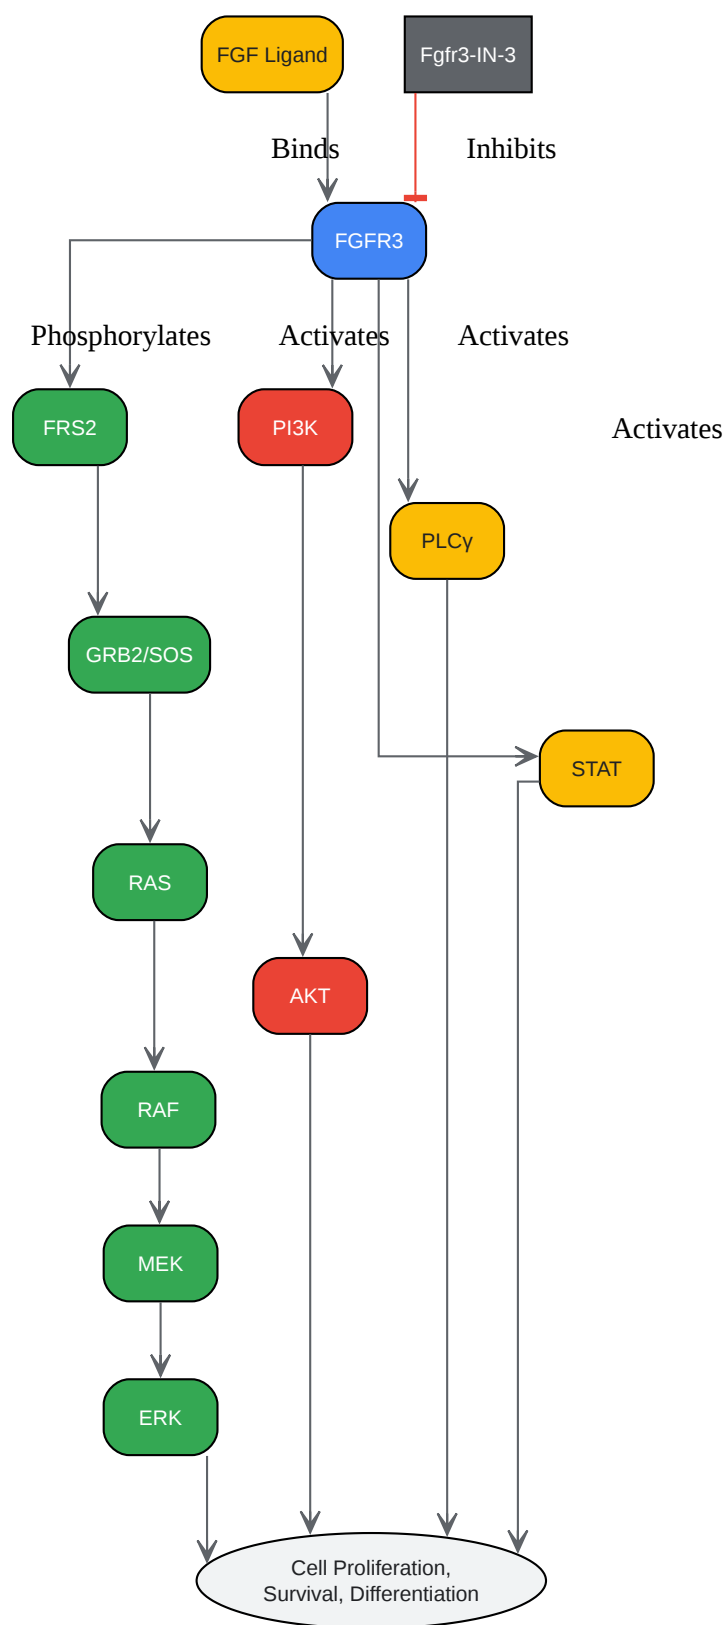 FGF Ligand
Fgfr3-IN-3
Binds
Inhibits
FGFR3
Phosphorylates
Activates
Activates
FRS2
PI3K
Activates
PLCγ
GRB2/SOS
STAT
RAS
AKT
RAF
MEK
ERK
Cell Proliferation,
Survival, Differentiation